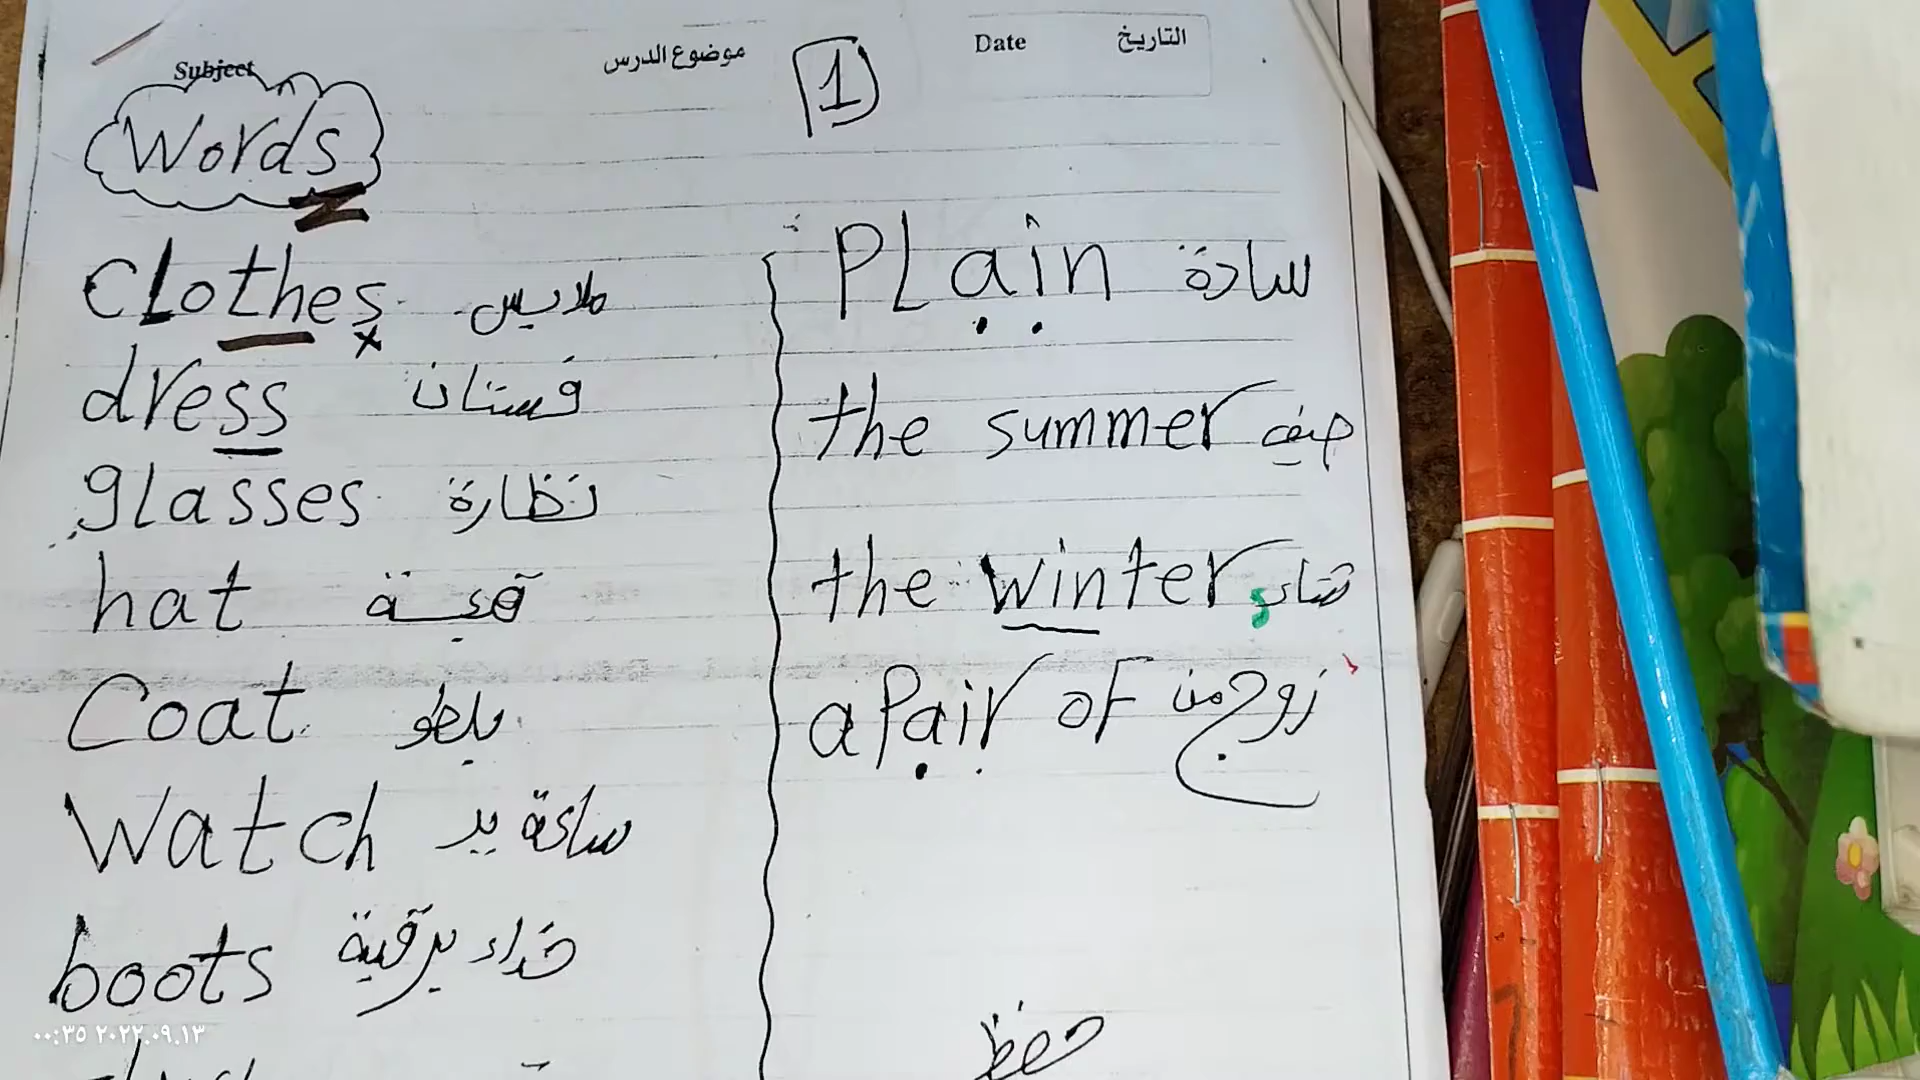 Subject موضوع الدرس Date التاريخ
1
Words
CLothes ملابس
dress فستان
gLasses نظارة
hat قبعة
Coat بلطو
Watch ساعة يد
boots حذاء برقبة
PLain سادة
the summer صيف
the winter شتاء
a Pair of زوج من
حفظ
٠٠:٣٥ ٢٠٢٢.٠٩.١٣